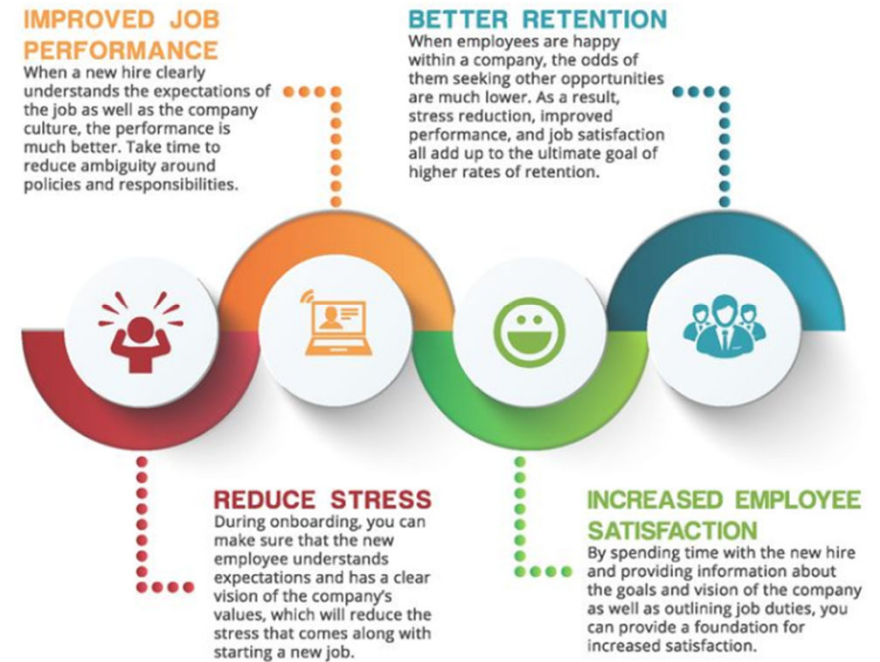 IMPROVED JOB
PERFORMANCE
When a new hire clearly
understands the expectations of
the job as well as the company
culture, the performance is
much better. Take time to
reduce ambiguity around
policies and responsibilities.
BETTER RETENTION
When employees are happy
within a company, the odds of
them seeking other opportunities
are much lower. As a result,
stress reduction, improved
performance, and job satisfaction
all add up to the ultimate goal of
higher rates of retention.
REDUCE STRESS
During onboarding, you can
make sure that the new
employee understands
expectations and has a clear
vision of the company's
values, which will reduce the
stress that comes along with
starting a new job.
INCREASED EMPLOYEE
SATISFACTION
By spending time with the new hire
and providing information about
the goals and vision of the company
as well as outlining job duties, you
can provide a foundation for
increased satisfaction.